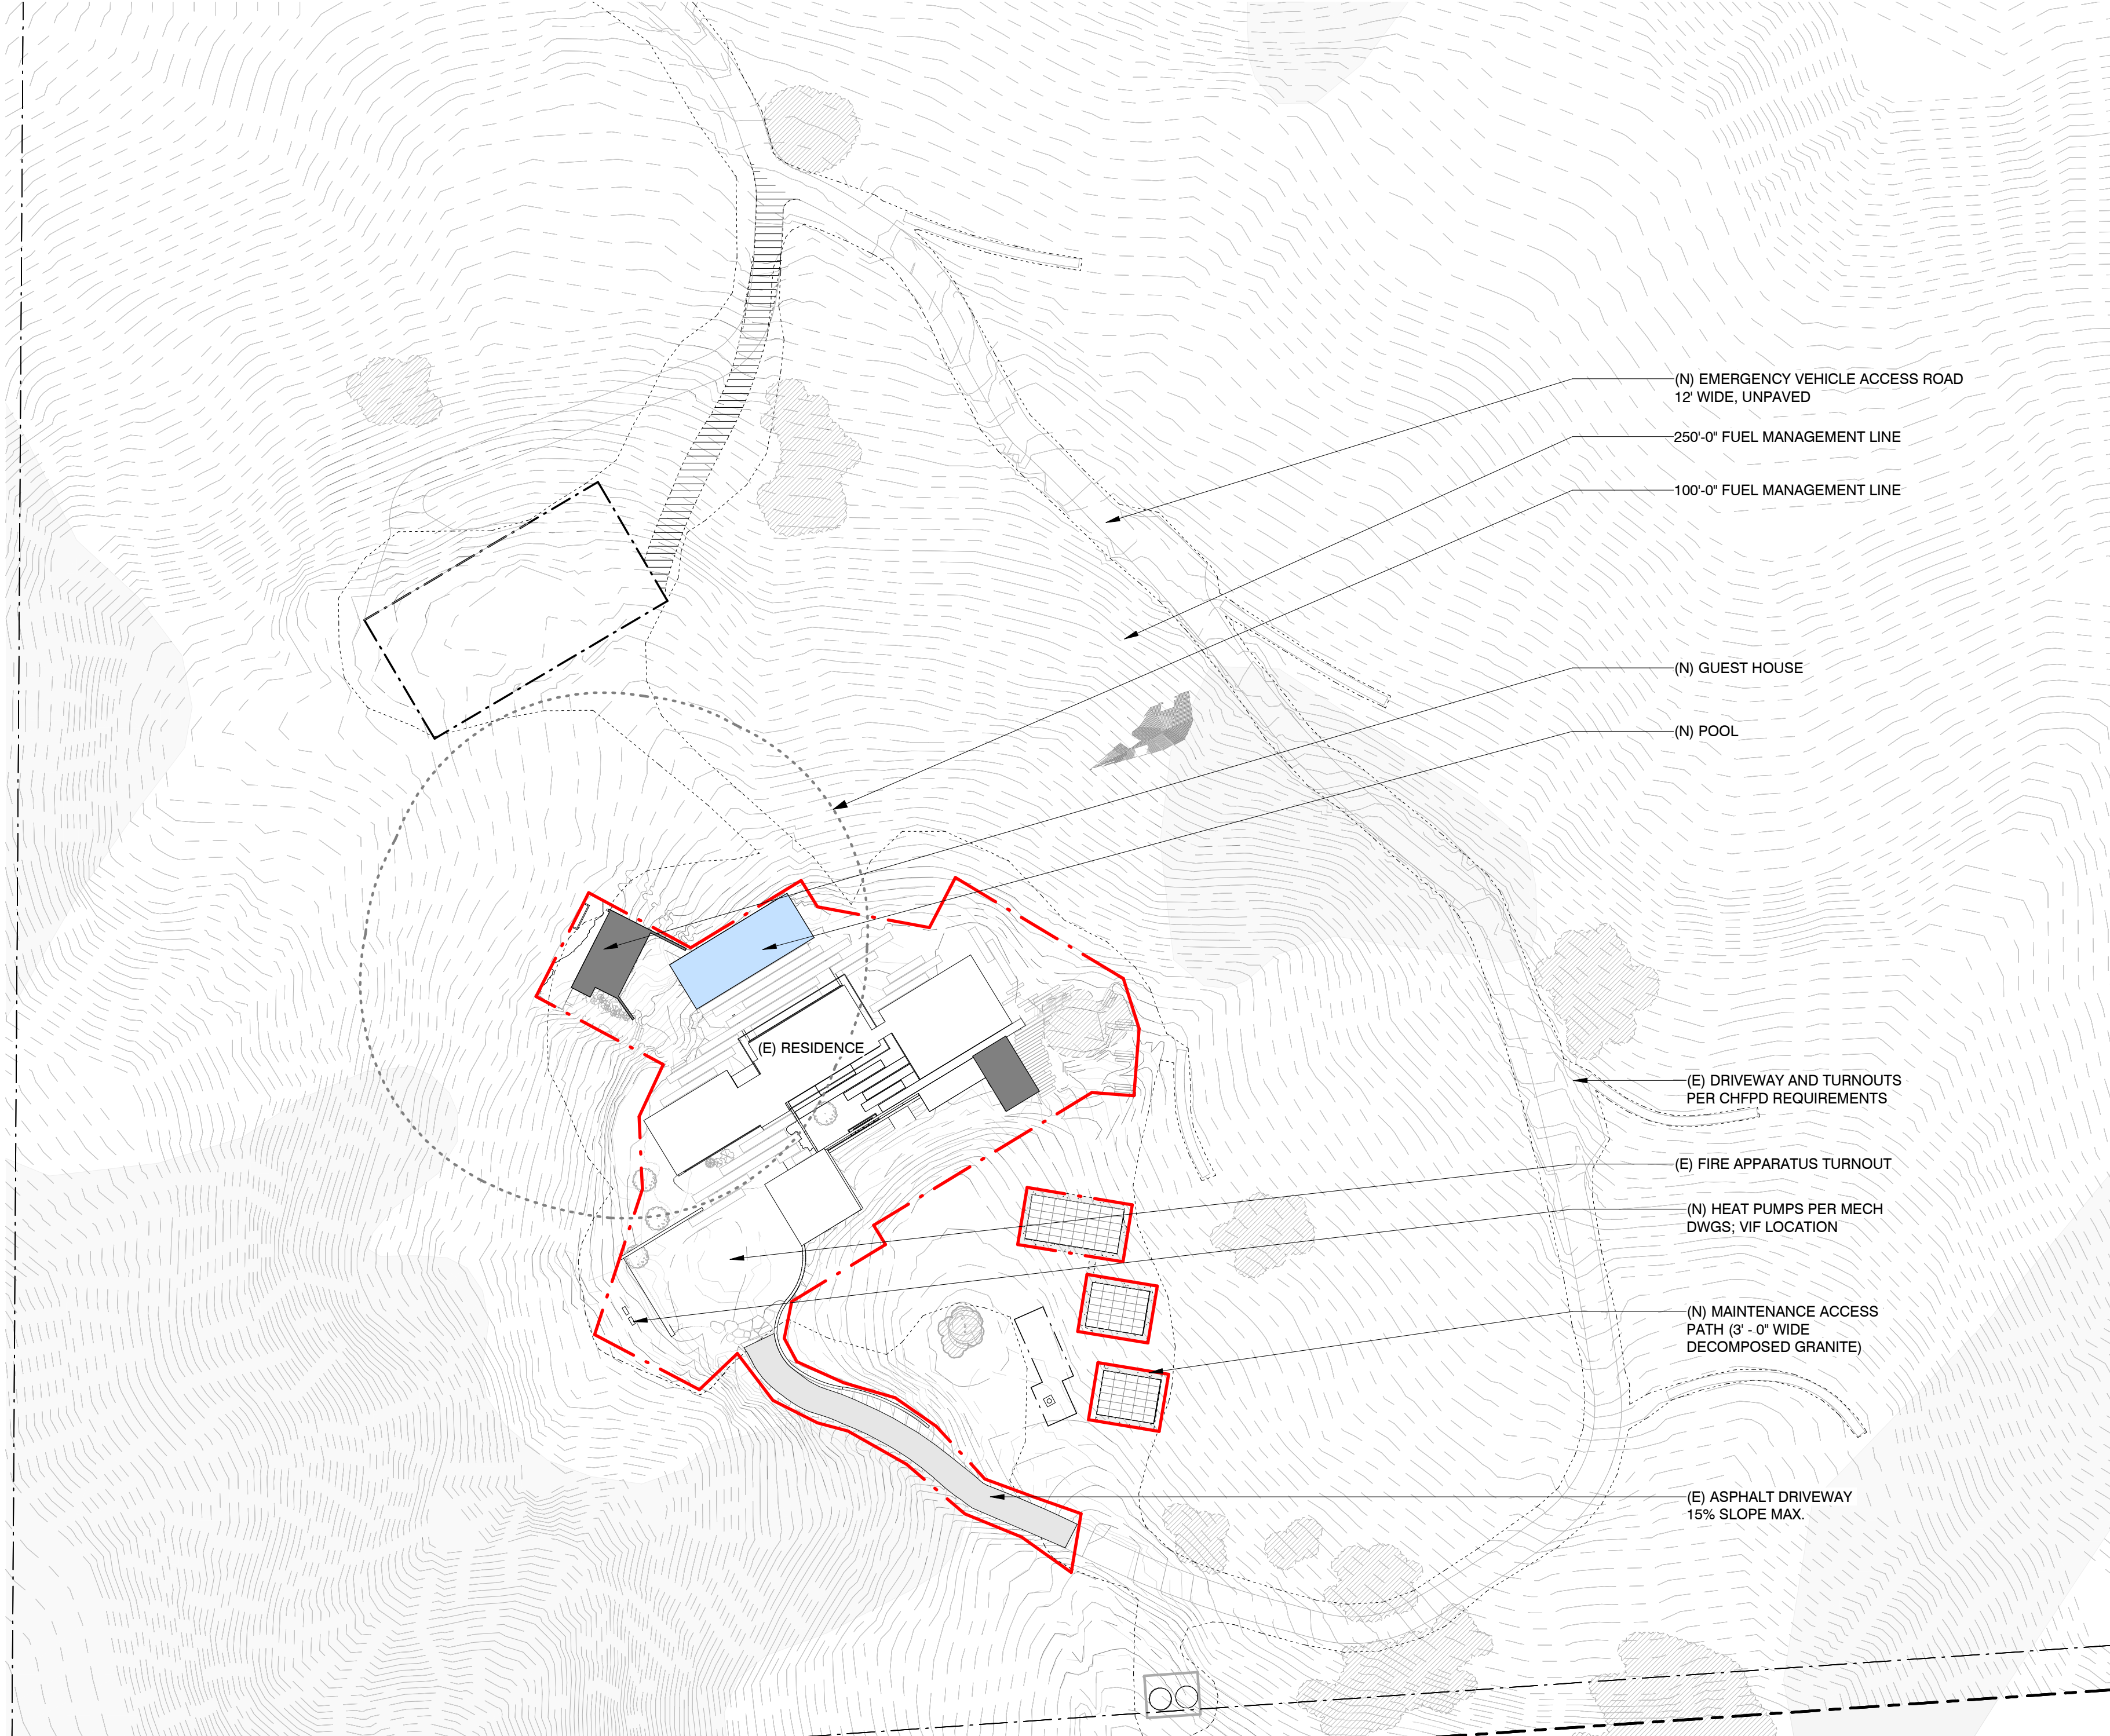 (N) EMERGENCY VEHICLE ACCESS ROAD
12' WIDE, UNPAVED
250'-0" FUEL MANAGEMENT LINE
100'-0" FUEL MANAGEMENT LINE
(N) GUEST HOUSE
(N) POOL
(E) RESIDENCE
(E) DRIVEWAY AND TURNOUTS
PER CHFPD REQUIREMENTS
(E) FIRE APPARATUS TURNOUT
(N) HEAT PUMPS PER MECH
DWGS; VIF LOCATION
(N) MAINTENANCE ACCESS
PATH (3' - 0" WIDE
DECOMPOSED GRANITE)
(E) ASPHALT DRIVEWAY
15% SLOPE MAX.